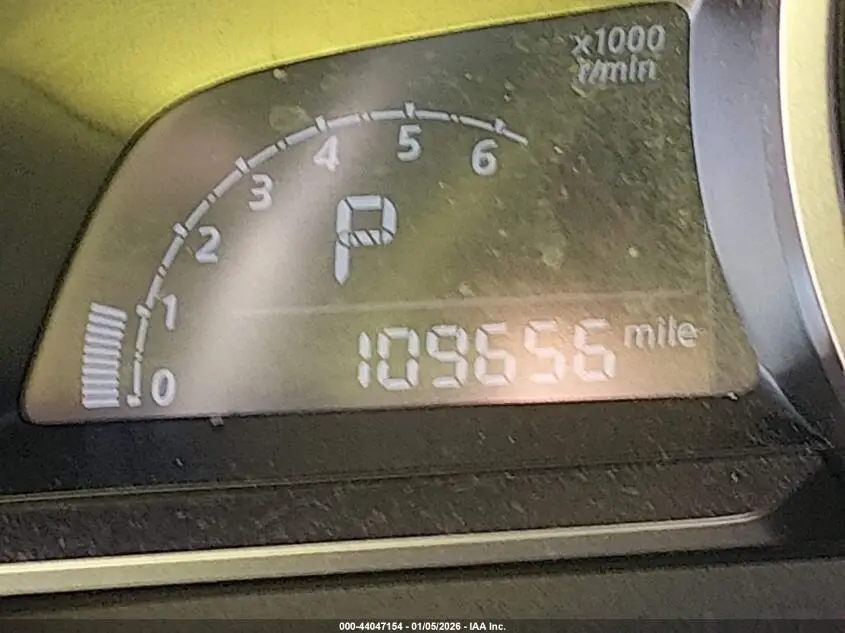 x1000
r/min
0 1 2 3 4 5 6
P
109656 mile
000-44047154 - 01/05/2026 - IAA Inc.